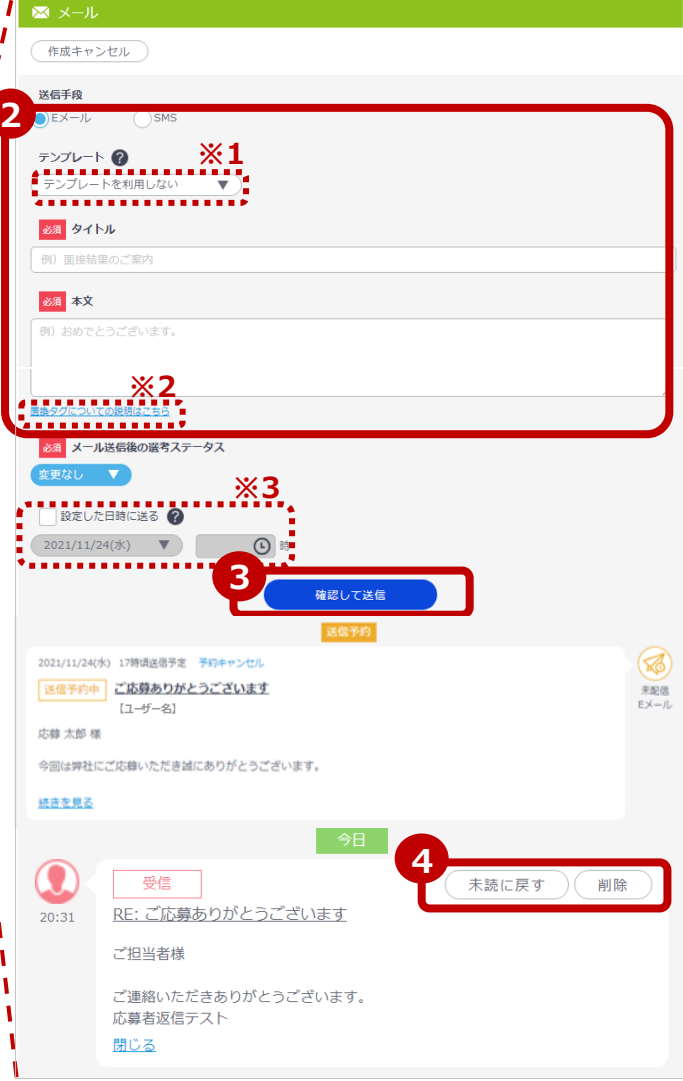 メール
作成キャンセル
送信手段
2
Eメール SMS
テンプレート ? ※1
テンプレートを利用しない ▼
必須 タイトル
例）面接結果のご案内
必須 本文
例）おめでとうございます。
※2
置換タグについての説明はこちら
必須 メール送信後の選考ステータス
変更なし ▼
※3
設定した日時に送る ?
2021/11/24(水) ▼ 時
3
確認して送信
送信予約
2021/11/24(水) 17時頃送信予定 予約キャンセル
送信予約中 ご応募ありがとうございます
【ユーザー名】
未配信
Eメール
応募 太郎 様
今回は弊社にご応募いただき誠にありがとうございます。
続きを見る
今日
4
受信 未読に戻す 削除
20:31 RE: ご応募ありがとうございます
ご担当者様
ご連絡いただきありがとうございます。
応募者返信テスト
閉じる